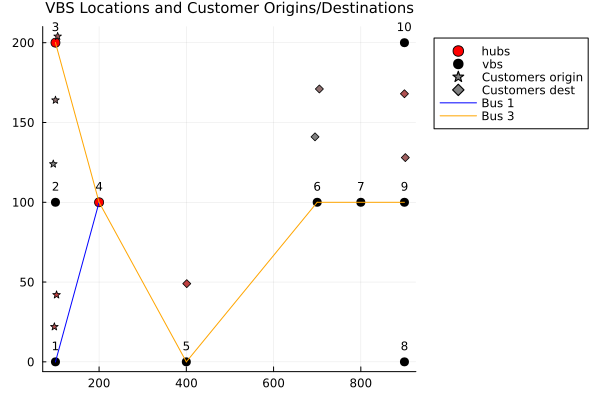 VBS Locations and Customer Origins/Destinations
3
10
200
hubs
vbs
Customers origin
Customers dest
Bus 1
Bus 3
150
2
4
6
7
9
100
50
1
5
8
0
200
400
600
800